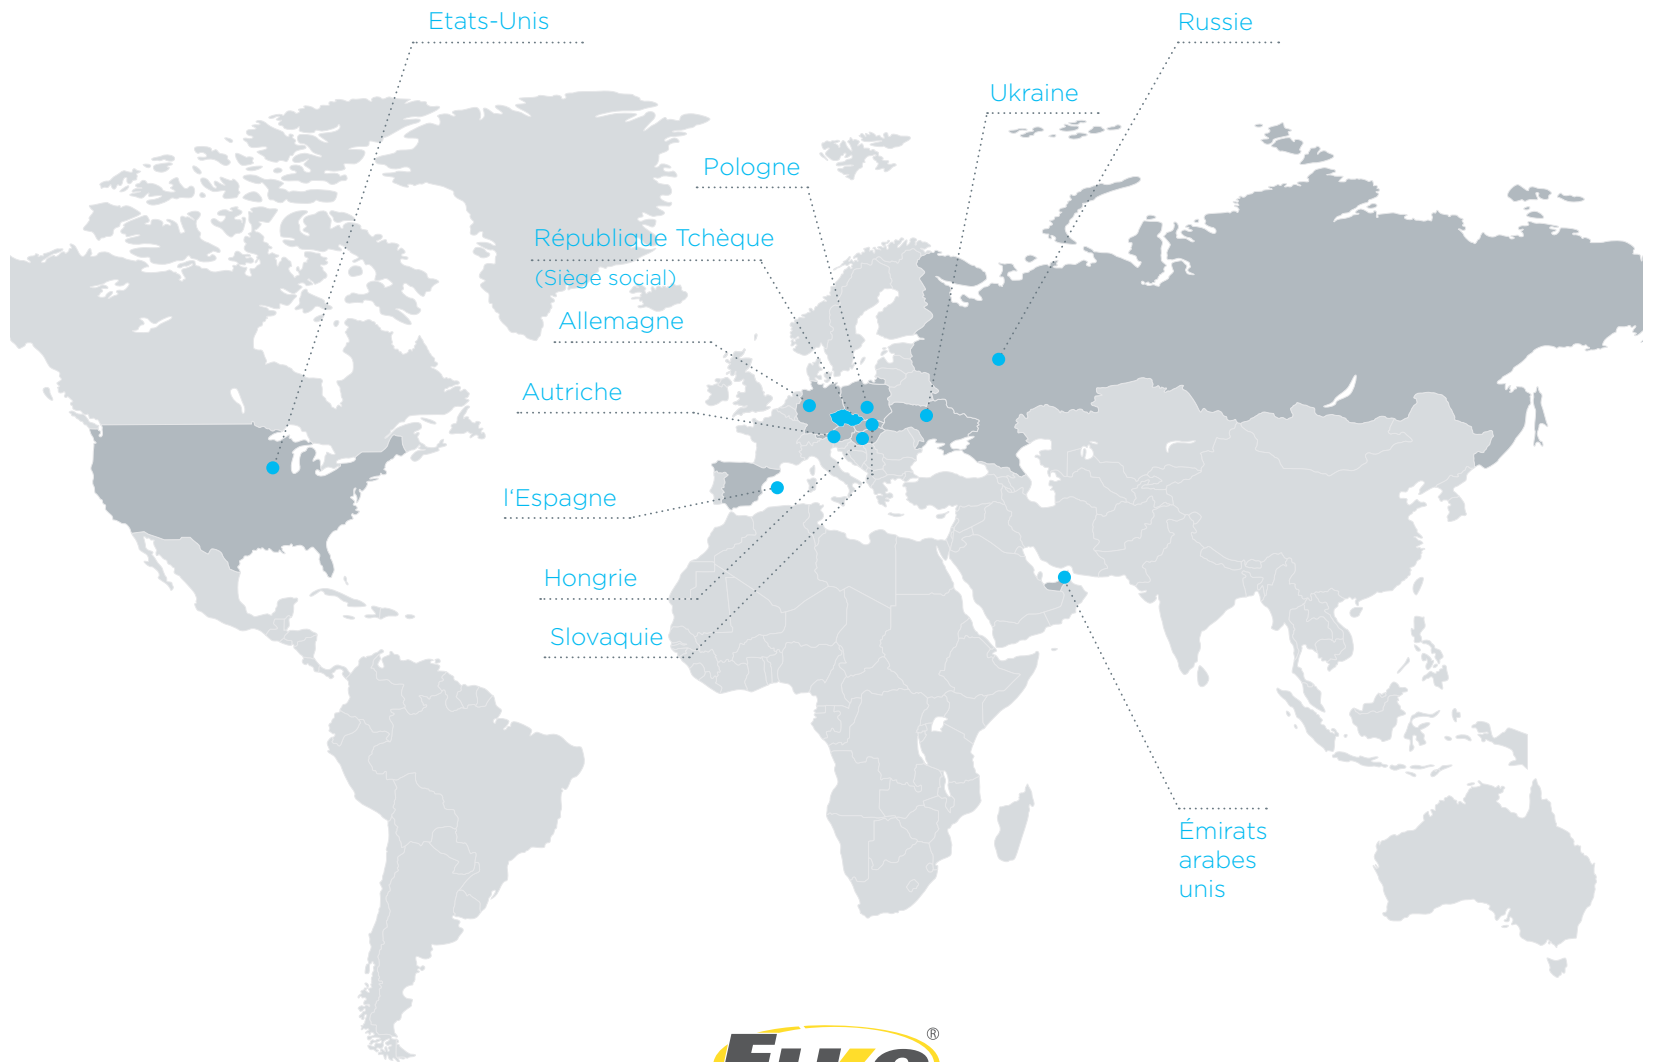 Etats-Unis
Russie
Ukraine
Pologne
République Tchèque
(Siège social)
Allemagne
Autriche
l'Espagne
Hongrie
Slovaquie
Émirats
arabes
unis
®